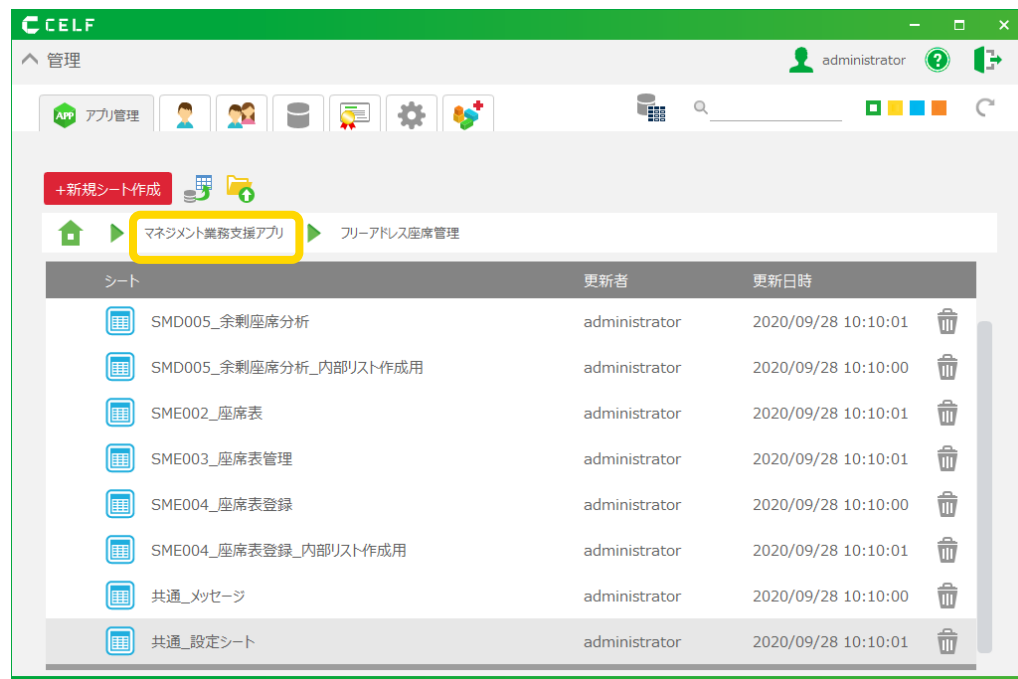 CELF
管理 administrator
APP アプリ管理
+新規シート作成
マネジメント業務支援アプリ フリーアドレス座席管理
シート 更新者 更新日時
SMD005_余剰座席分析 administrator 2020/09/28 10:10:01
SMD005_余剰座席分析_内部リスト作成用 administrator 2020/09/28 10:10:00
SME002_座席表 administrator 2020/09/28 10:10:01
SME003_座席表管理 administrator 2020/09/28 10:10:01
SME004_座席表登録 administrator 2020/09/28 10:10:00
SME004_座席表登録_内部リスト作成用 administrator 2020/09/28 10:10:01
共通_メッセージ administrator 2020/09/28 10:10:00
共通_設定シート administrator 2020/09/28 10:10:01